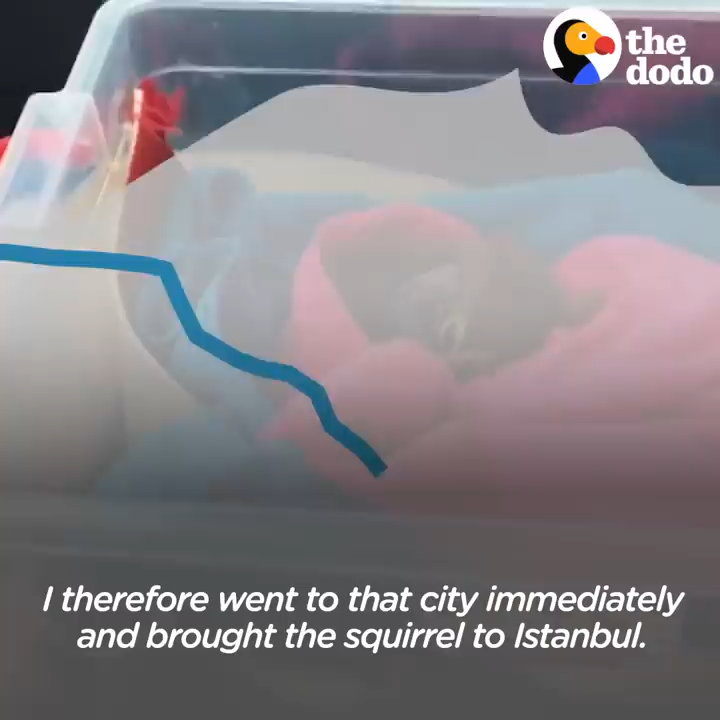 the
dodo
I therefore went to that city immediately
and brought the squirrel to Istanbul.